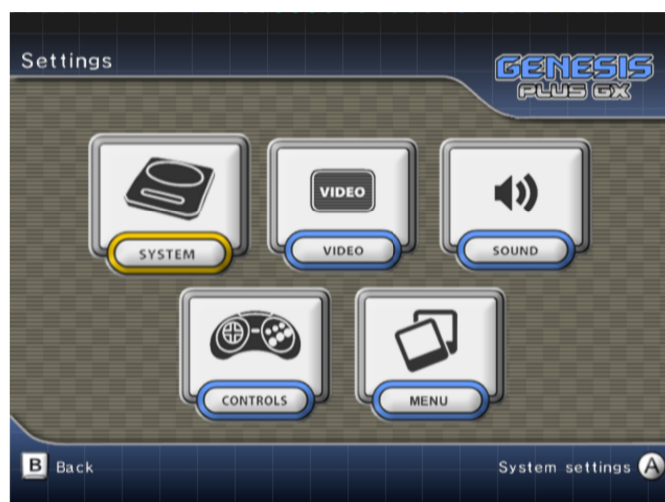 Settings
GENESIS
PLUS GX
VIDEO
SYSTEM
VIDEO
SOUND
CONTROLS
MENU
B Back
System settings A